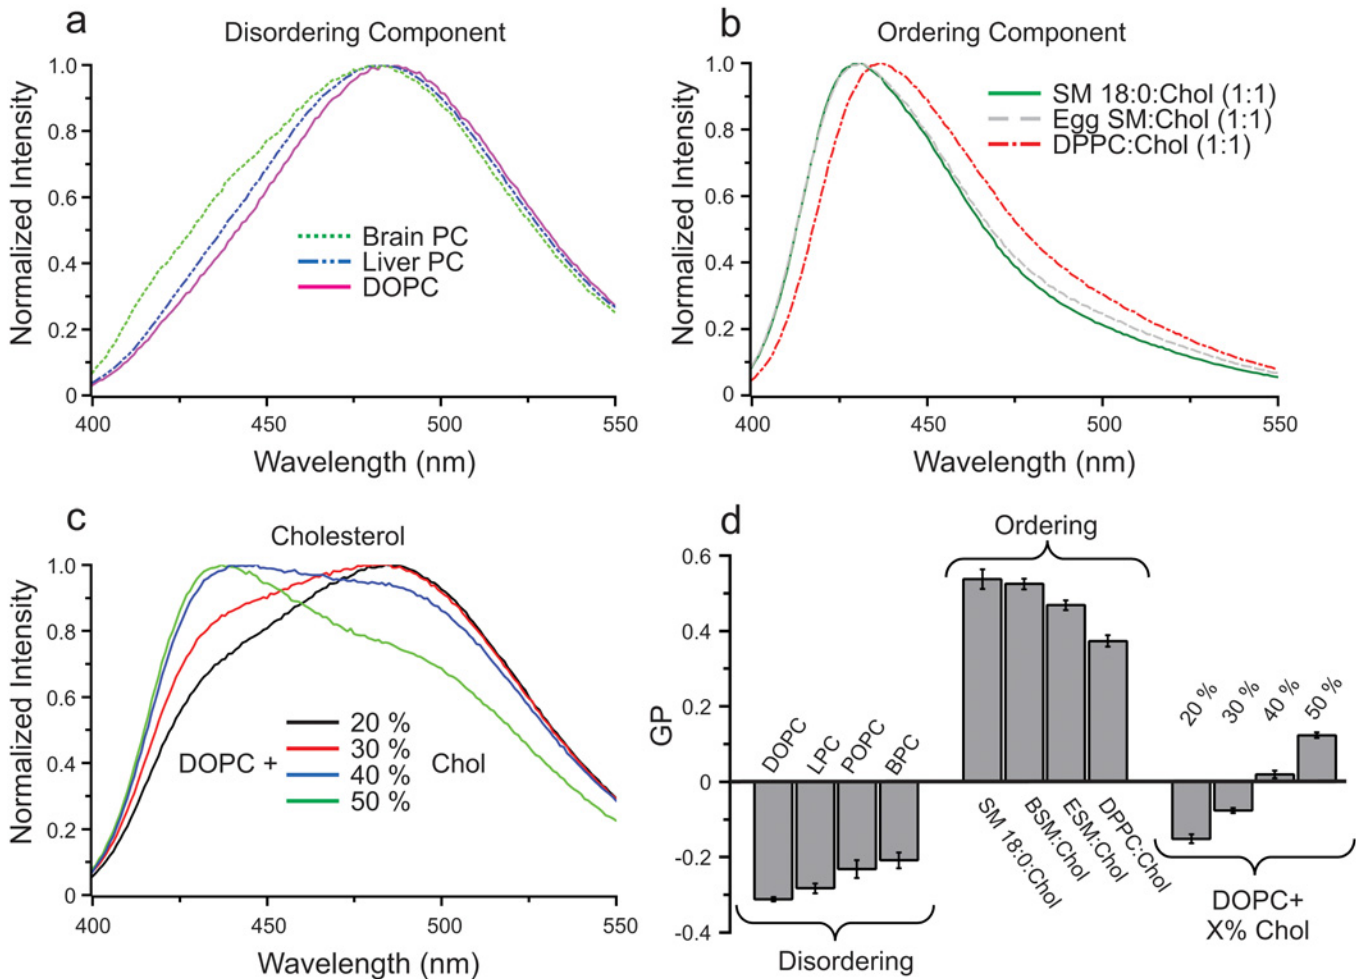 a
Disordering Component
Normalized Intensity
1.0
0.8
0.6
0.4
0.2
0
Brain PC
Liver PC
DOPC
400
450
500
550
Wavelength (nm)
b
Ordering Component
Normalized Intensity
1.0
0.8
0.6
0.4
0.2
0
SM 18:0:Chol (1:1)
Egg SM:Chol (1:1)
DPPC:Chol (1:1)
400
450
500
550
Wavelength (nm)
c
Cholesterol
Normalized Intensity
1.0
0.8
0.6
0.4
0.2
0
DOPC +
20 %
30 %
40 %
50 %
Chol
400
450
500
550
Wavelength (nm)
d
Ordering
GP
0.6
0.4
0.2
0
-0.2
-0.4
DOPC
LPC
POPC
BPC
Disordering
SM 18:0:Chol
BSM:Chol
ESM:Chol
DPPC:Chol
20 %
30 %
40 %
50 %
DOPC+
X% Chol